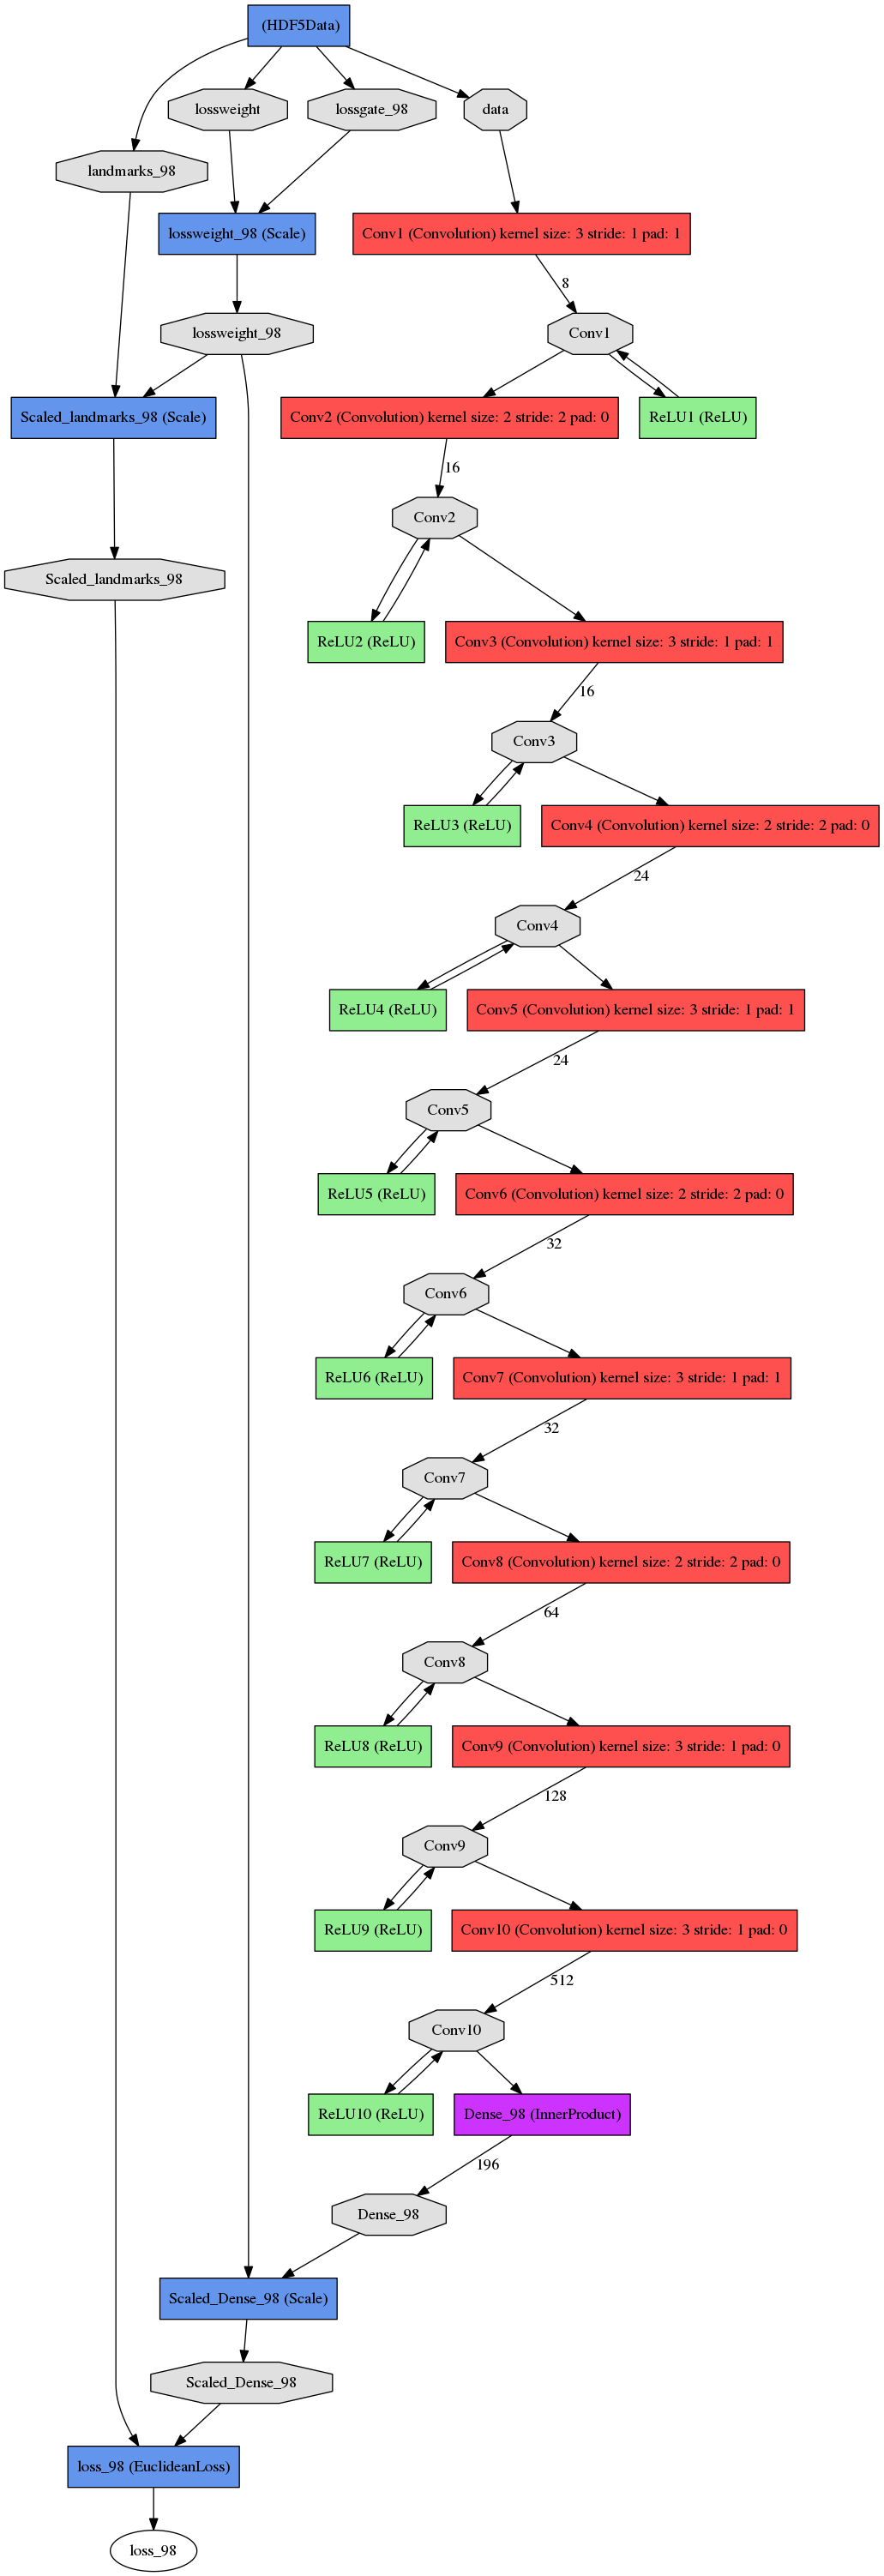 (HDF5Data)
lossweight
lossgate_98
data
landmarks_98
lossweight_98 (Scale)
Conv1 (Convolution) kernel size: 3 stride: 1 pad: 1
8
lossweight_98
Conv1
Scaled_landmarks_98 (Scale)
Conv2 (Convolution) kernel size: 2 stride: 2 pad: 0
ReLU1 (ReLU)
16
Conv2
Scaled_landmarks_98
ReLU2 (ReLU)
Conv3 (Convolution) kernel size: 3 stride: 1 pad: 1
16
Conv3
ReLU3 (ReLU)
Conv4 (Convolution) kernel size: 2 stride: 2 pad: 0
24
Conv4
ReLU4 (ReLU)
Conv5 (Convolution) kernel size: 3 stride: 1 pad: 1
24
Conv5
ReLU5 (ReLU)
Conv6 (Convolution) kernel size: 2 stride: 2 pad: 0
32
Conv6
ReLU6 (ReLU)
Conv7 (Convolution) kernel size: 3 stride: 1 pad: 1
32
Conv7
ReLU7 (ReLU)
Conv8 (Convolution) kernel size: 2 stride: 2 pad: 0
64
Conv8
ReLU8 (ReLU)
Conv9 (Convolution) kernel size: 3 stride: 1 pad: 0
128
Conv9
ReLU9 (ReLU)
Conv10 (Convolution) kernel size: 3 stride: 1 pad: 0
512
Conv10
ReLU10 (ReLU)
Dense_98 (InnerProduct)
196
Dense_98
Scaled_Dense_98 (Scale)
Scaled_Dense_98
loss_98 (EuclideanLoss)
loss_98